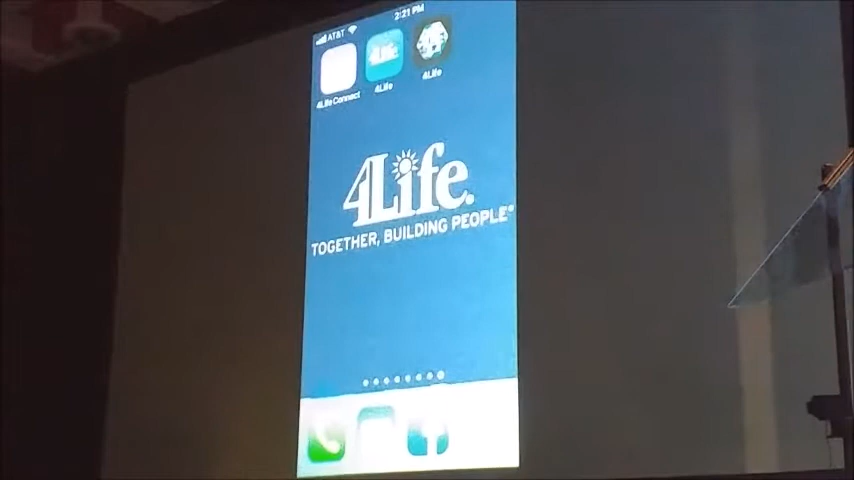 AT&T 2:21 PM
4Life Connect 4Life 4Life
4Life.
TOGETHER, BUILDING PEOPLE®